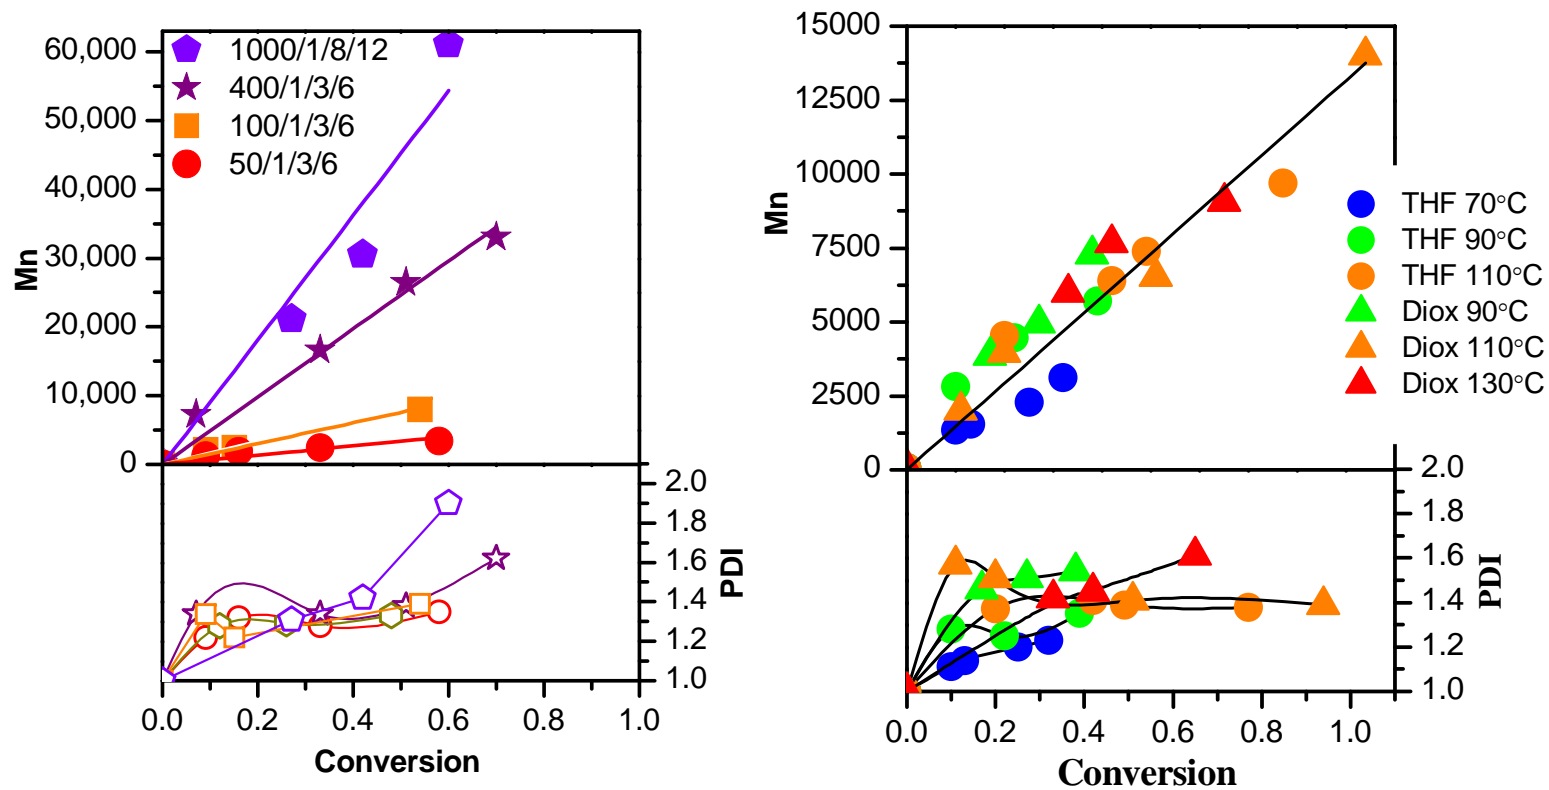 60,000
50,000
40,000
30,000
20,000
10,000
0
Mn
1000/1/8/12
400/1/3/6
100/1/3/6
50/1/3/6
2.0
1.8
1.6
1.4
1.2
1.0
PDI
0.0 0.2 0.4 0.6 0.8 1.0
Conversion
15000
12500
10000
7500
5000
2500
0
Mn
THF 70°C
THF 90°C
THF 110°C
Diox 90°C
Diox 110°C
Diox 130°C
2.0
1.8
1.6
1.4
1.2
1.0
PDI
0.0 0.2 0.4 0.6 0.8 1.0
Conversion